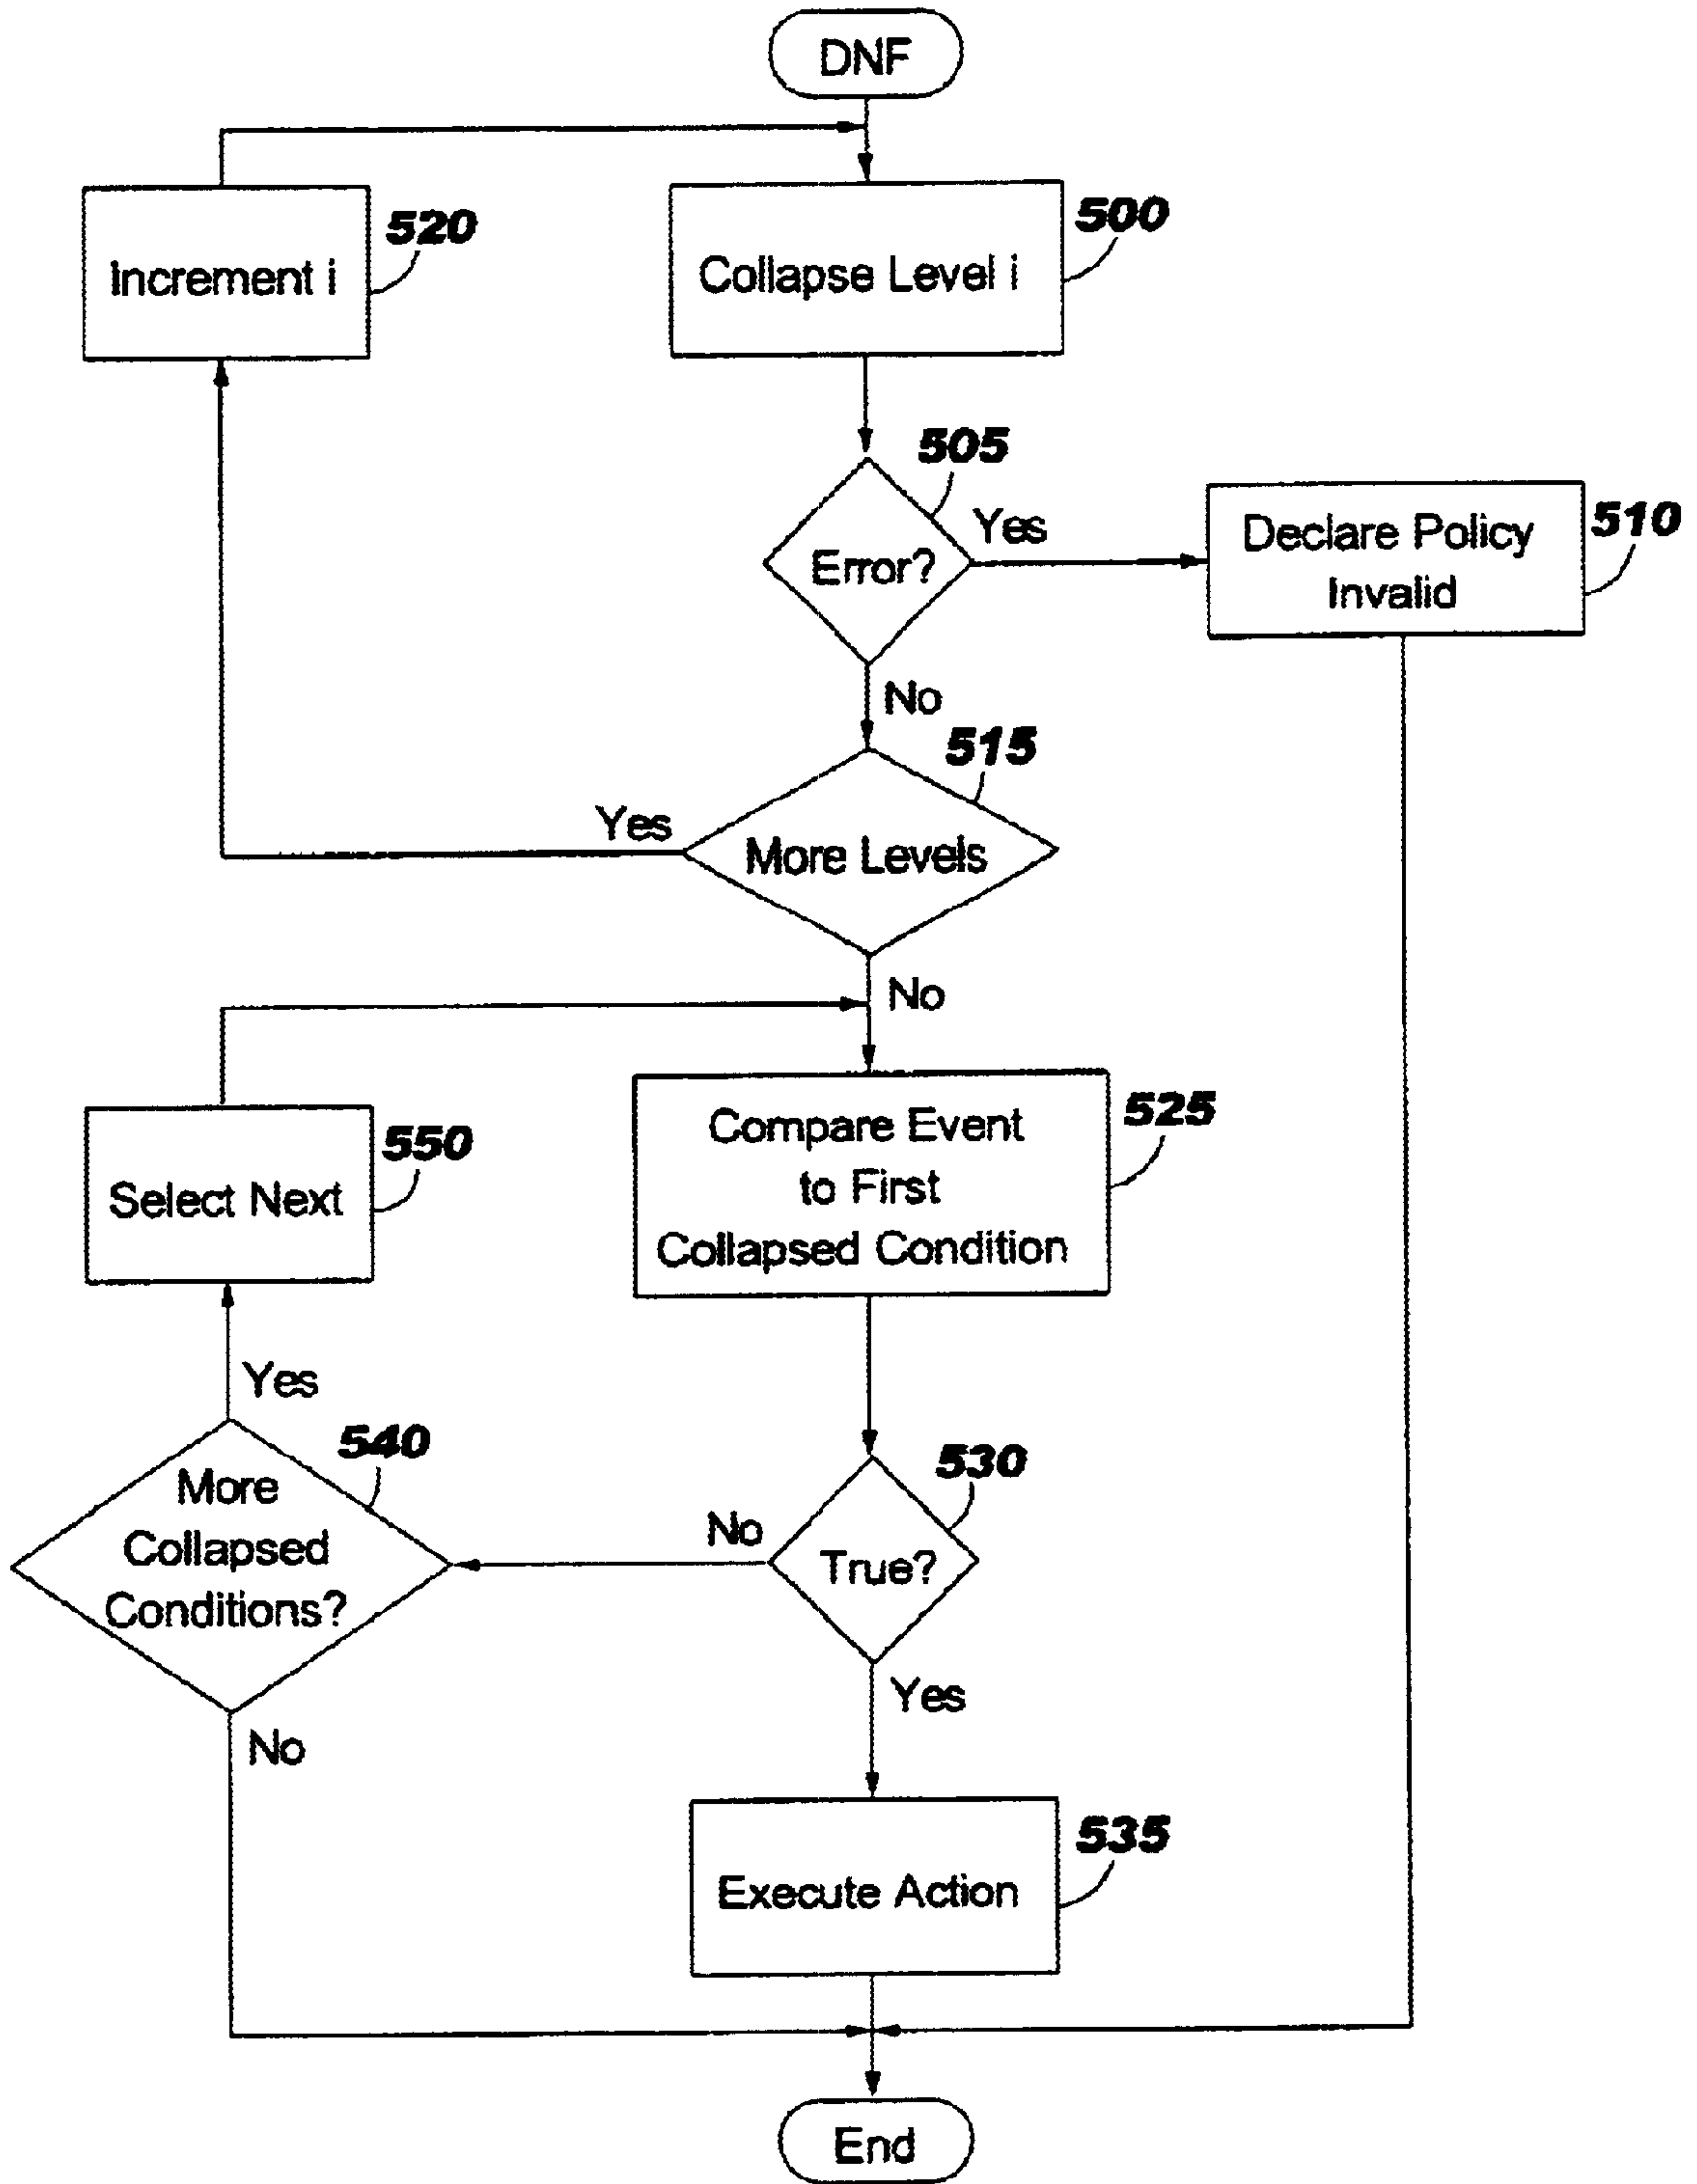 DNF
520
Increment i
500
Collapse Level i
505
Error?
Yes
510
Declare Policy
Invalid
No
515
More Levels
Yes
No
525
Compare Event
to First
Collapsed Condition
550
Select Next
Yes
540
More
Collapsed
Conditions?
No
530
True?
No
Yes
535
Execute Action
End